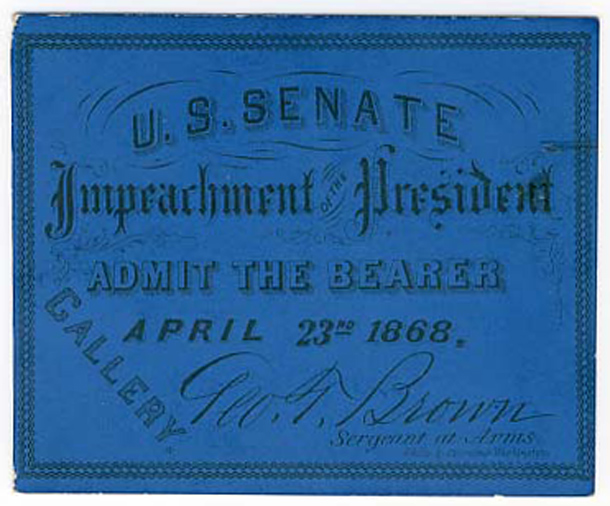 U.S. SENATE
Impeachment OF THE President
ADMIT THE BEARER
GALLERY
APRIL 23RD 1868.
Geo. T. Brown
Sergeant at Arms.